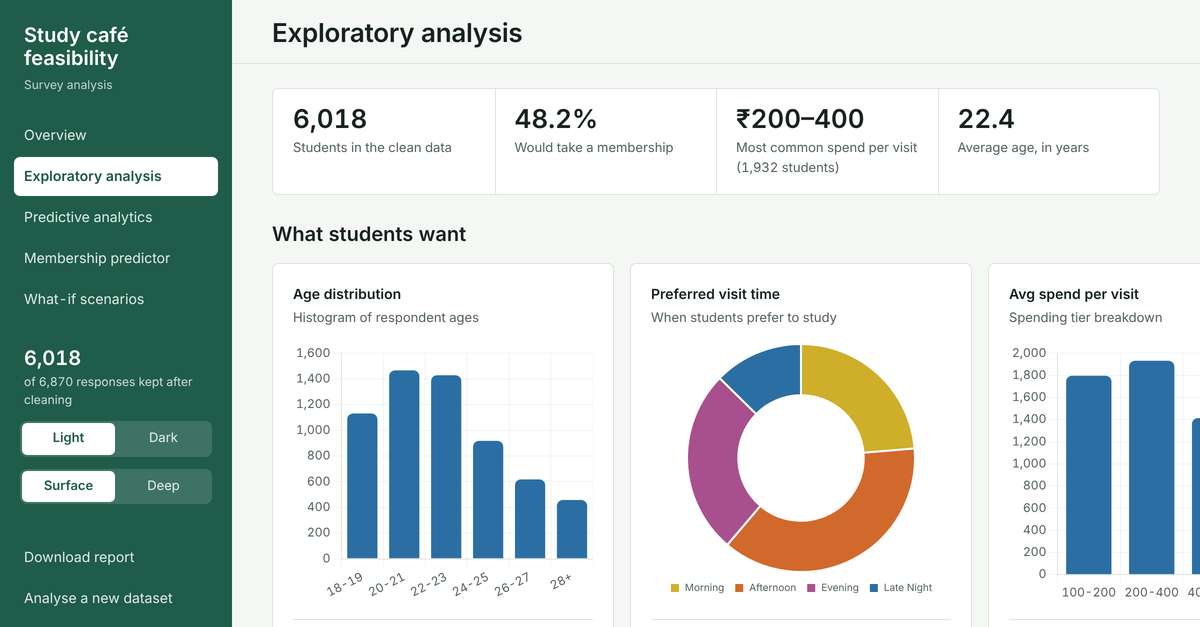 Study café
feasibility
Survey analysis
Overview
Exploratory analysis
Predictive analytics
Membership predictor
What-if scenarios
6,018
of 6,870 responses kept after
cleaning
Light Dark
Surface Deep
Download report
Analyse a new dataset
Exploratory analysis
6,018
Students in the clean data
48.2%
Would take a membership
₹200–400
Most common spend per visit
(1,932 students)
22.4
Average age, in years
What students want
Age distribution
Histogram of respondent ages
1,600
1,400
1,200
1,000
800
600
400
200
0
18-19 20-21 22-23 24-25 26-27 28+
Preferred visit time
When students prefer to study
Morning Afternoon Evening Late Night
Avg spend per visit
Spending tier breakdown
2,000
1,800
1,600
1,400
1,200
1,000
800
600
400
200
0
100-200 200-400